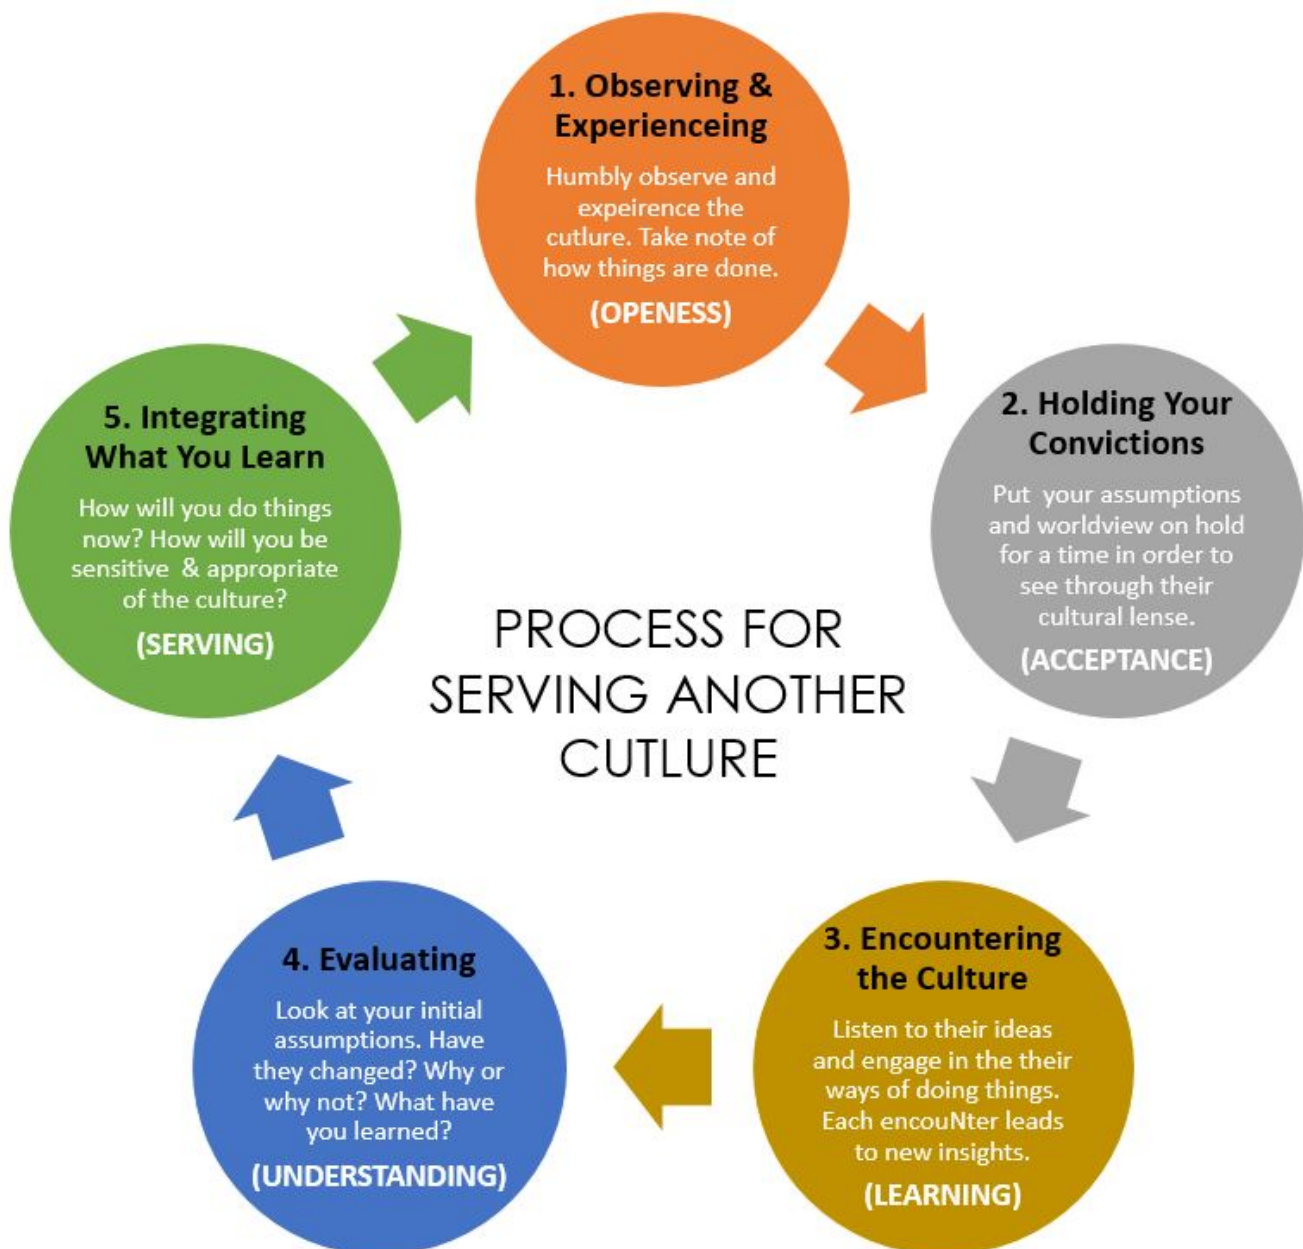 1. Observing &
Experienceing
Humbly observe and
expeirence the
cutlure. Take note of
how things are done.
(OPENESS)
2. Holding Your
Convictions
Put  your assumptions
and worldview on hold
for a time in order to
see through their
cultural lense.
(ACCEPTANCE)
3. Encountering
the Culture
Listen to their ideas
and engage in the their
ways of doing things.
Each encouNter leads
to new insights.
(LEARNING)
4. Evaluating
Look at your initial
assumptions. Have
they changed? Why or
why not? What have
you learned?
(UNDERSTANDING)
5. Integrating
What You Learn
How will you do things
now? How will you be
sensitive  & appropriate
of the culture?
(SERVING)
PROCESS FOR
SERVING ANOTHER
CUTLURE